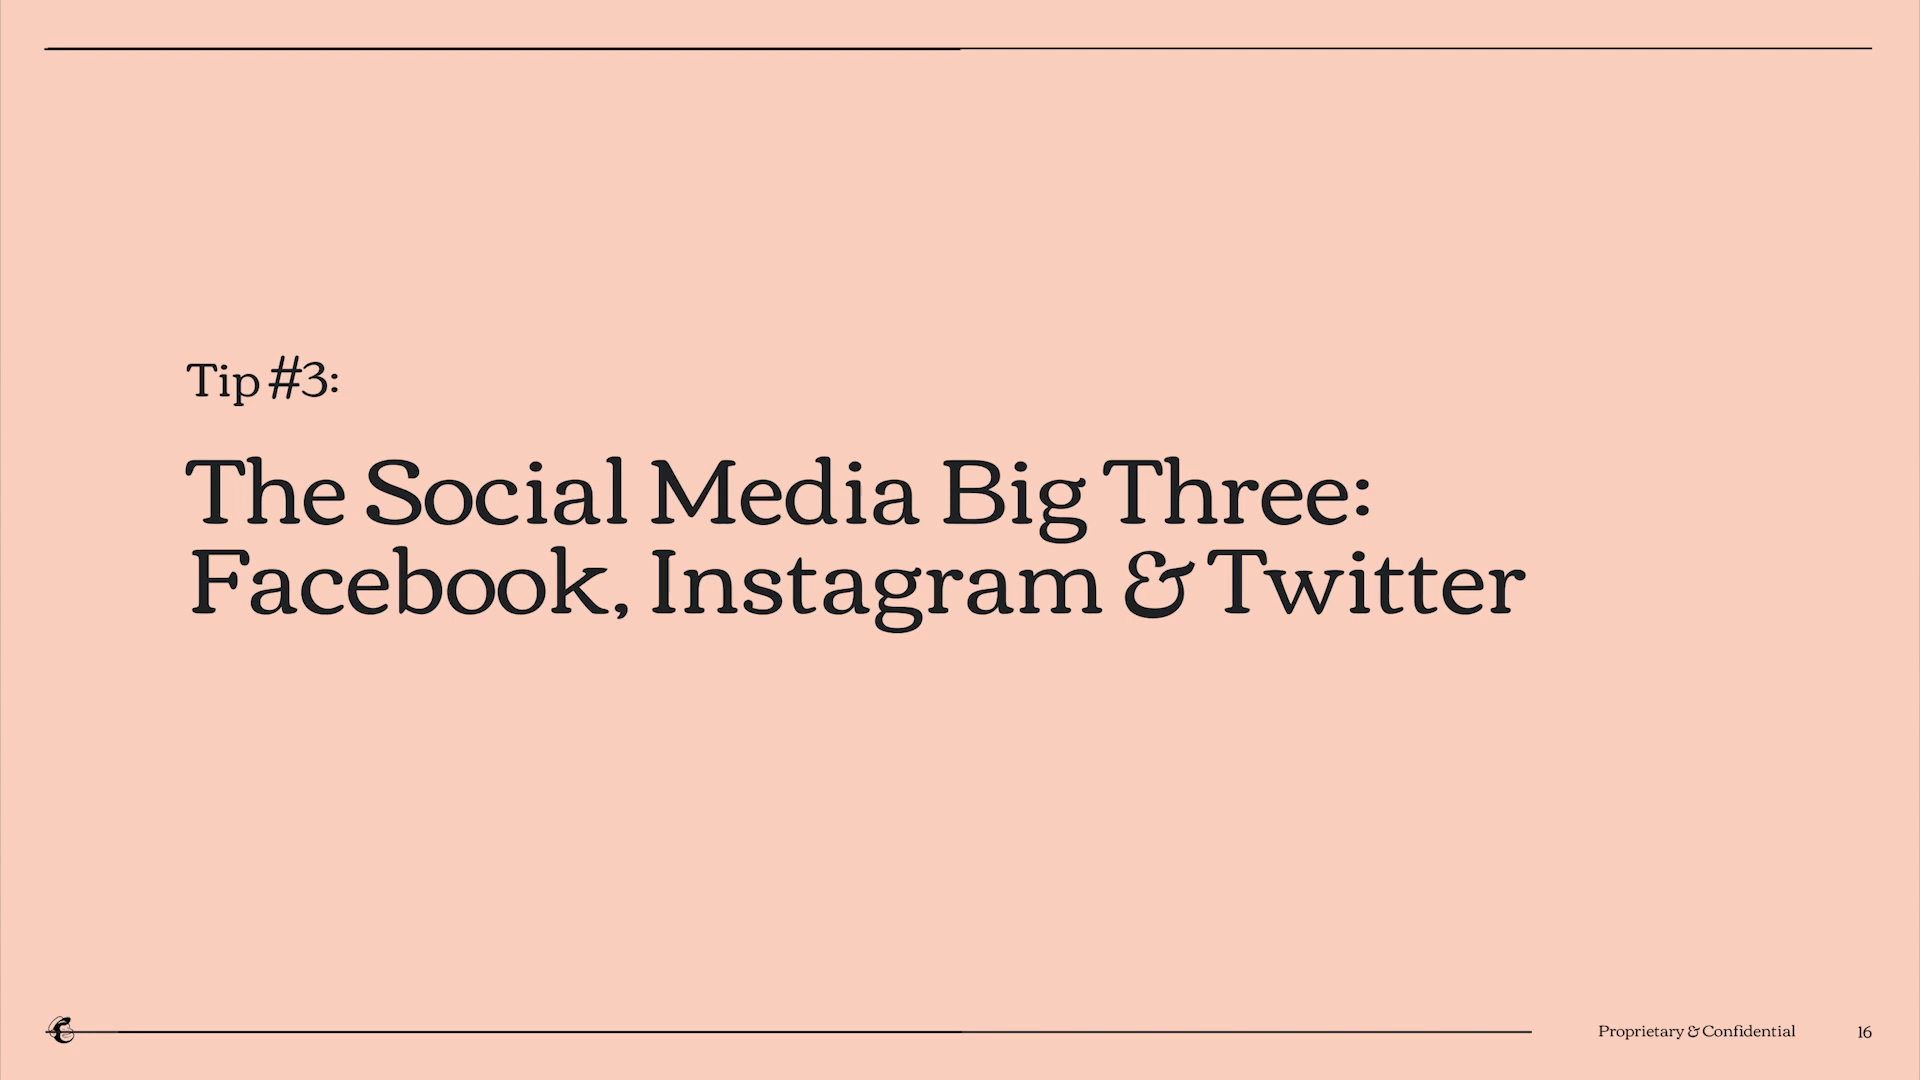 Tip #3:
The Social Media Big Three:
Facebook, Instagram & Twitter
Proprietary & Confidential
16